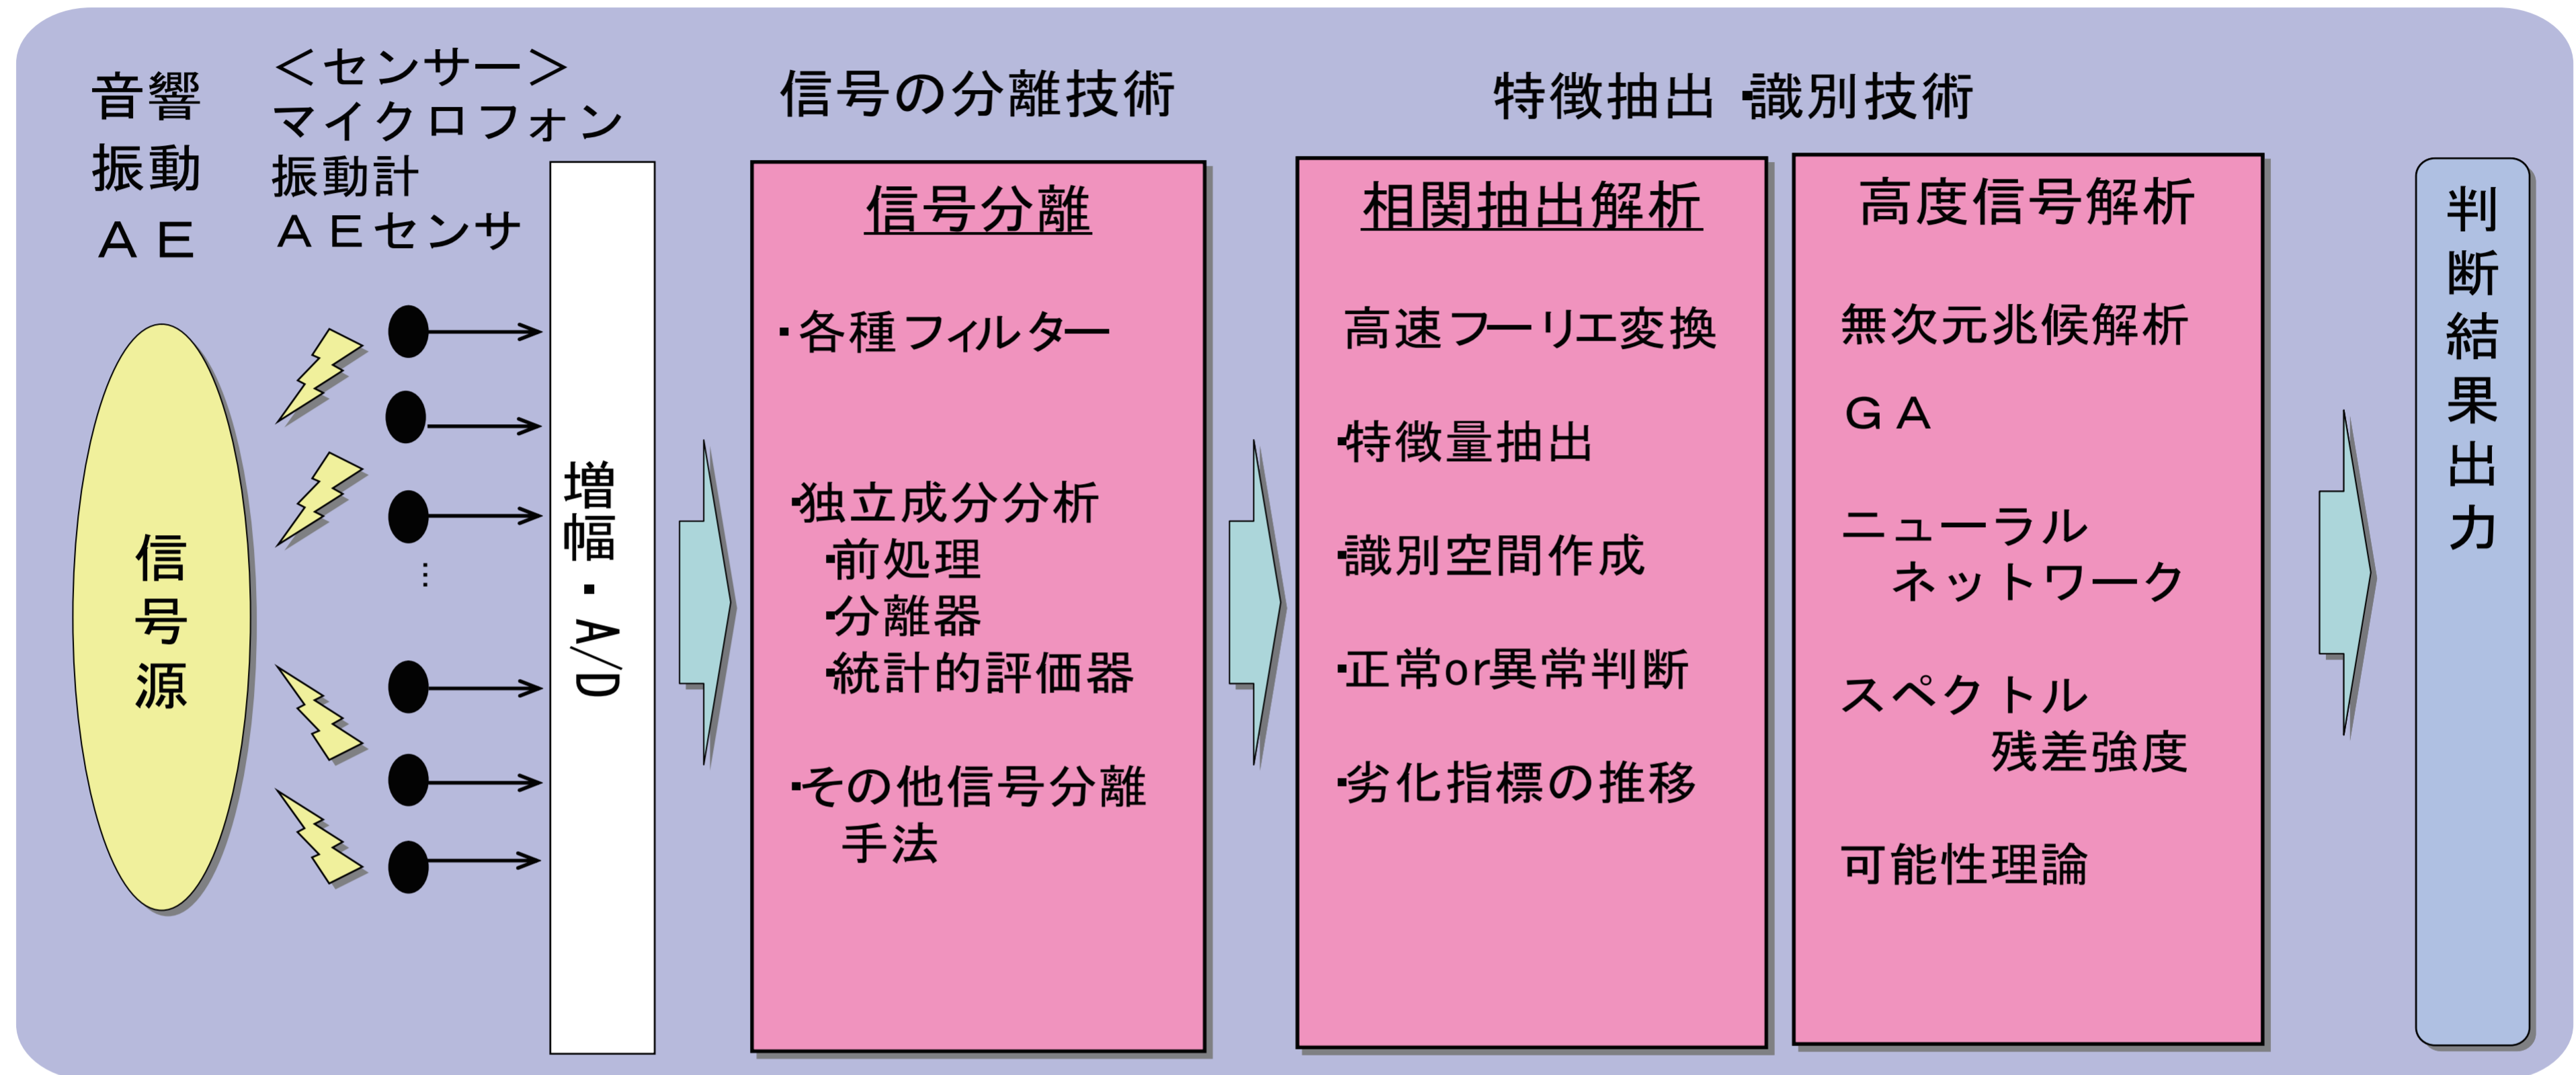 音響
振動
ＡＥ
＜センサー＞
マイクロフォン
振動計
ＡＥセンサ
信号源
…
増幅・A/D
信号の分離技術
信号分離
・各種フィルター
・独立成分分析
・前処理
・分離器
・統計的評価器
・その他信号分離
手法
特徴抽出・識別技術
相関抽出解析
高速フーリエ変換
・特徴量抽出
・識別空間作成
・正常or異常判断
・劣化指標の推移
高度信号解析
無次元兆候解析
ＧＡ
ニューラル
ネットワーク
スペクトル
残差強度
可能性理論
判断結果出力